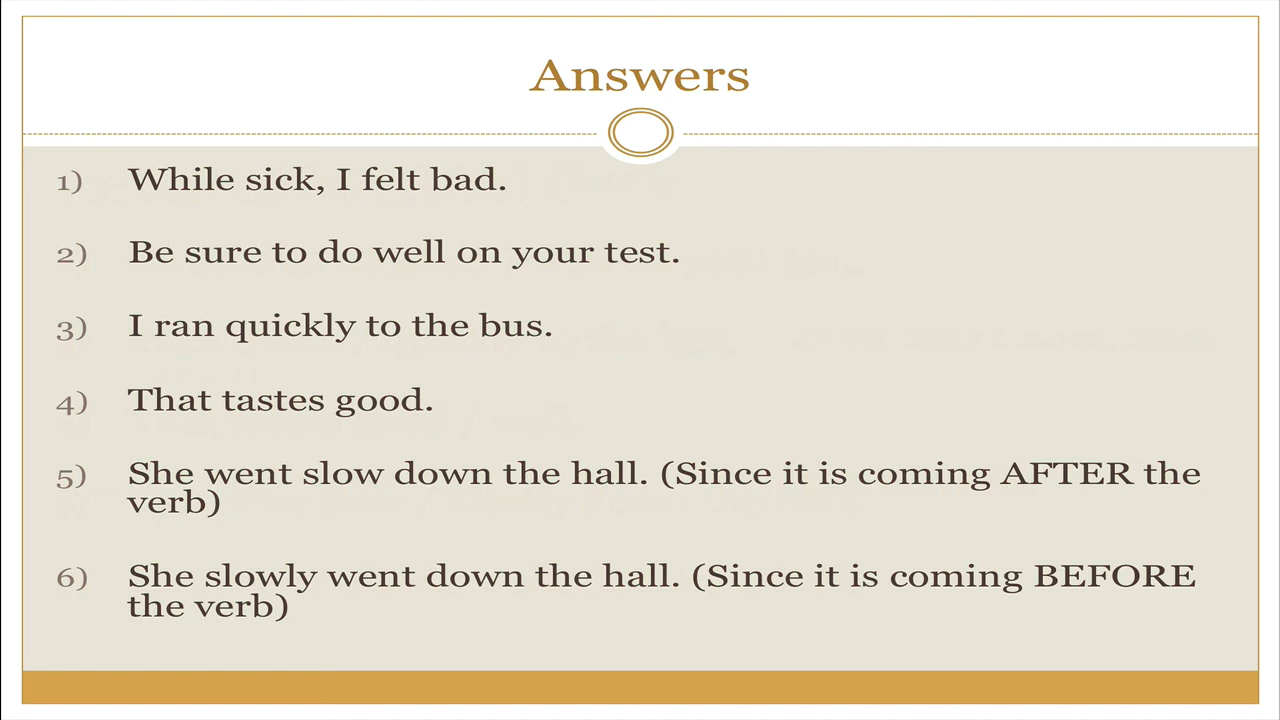 Answers
1) While sick, I felt bad.
2) Be sure to do well on your test.
3) I ran quickly to the bus.
4) That tastes good.
5) She went slow down the hall. (Since it is coming AFTER the
verb)
6) She slowly went down the hall. (Since it is coming BEFORE
the verb)